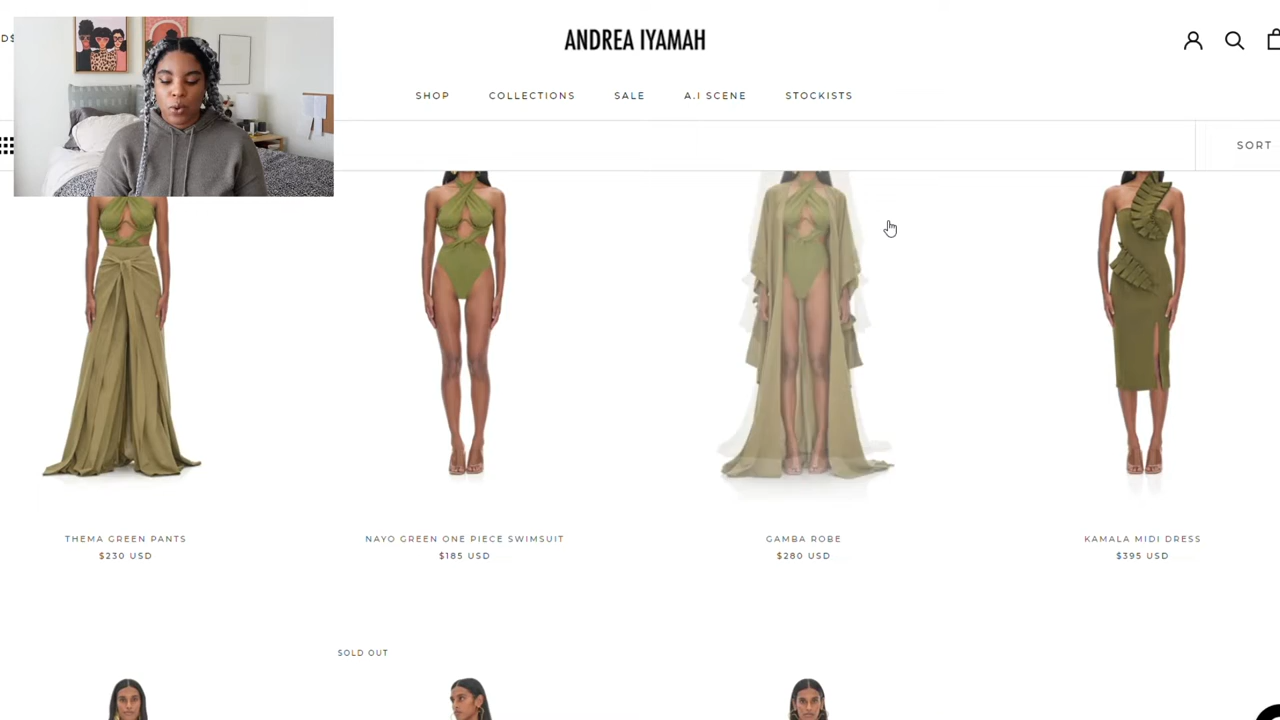 ANDREA IYAMAH
SHOP COLLECTIONS SALE A.I SCENE STOCKISTS
SORT
THEMA GREEN PANTS
$230 USD
NAYO GREEN ONE PIECE SWIMSUIT
$185 USD
GAMBA ROBE
$280 USD
KAMALA MIDI DRESS
$395 USD
SOLD OUT